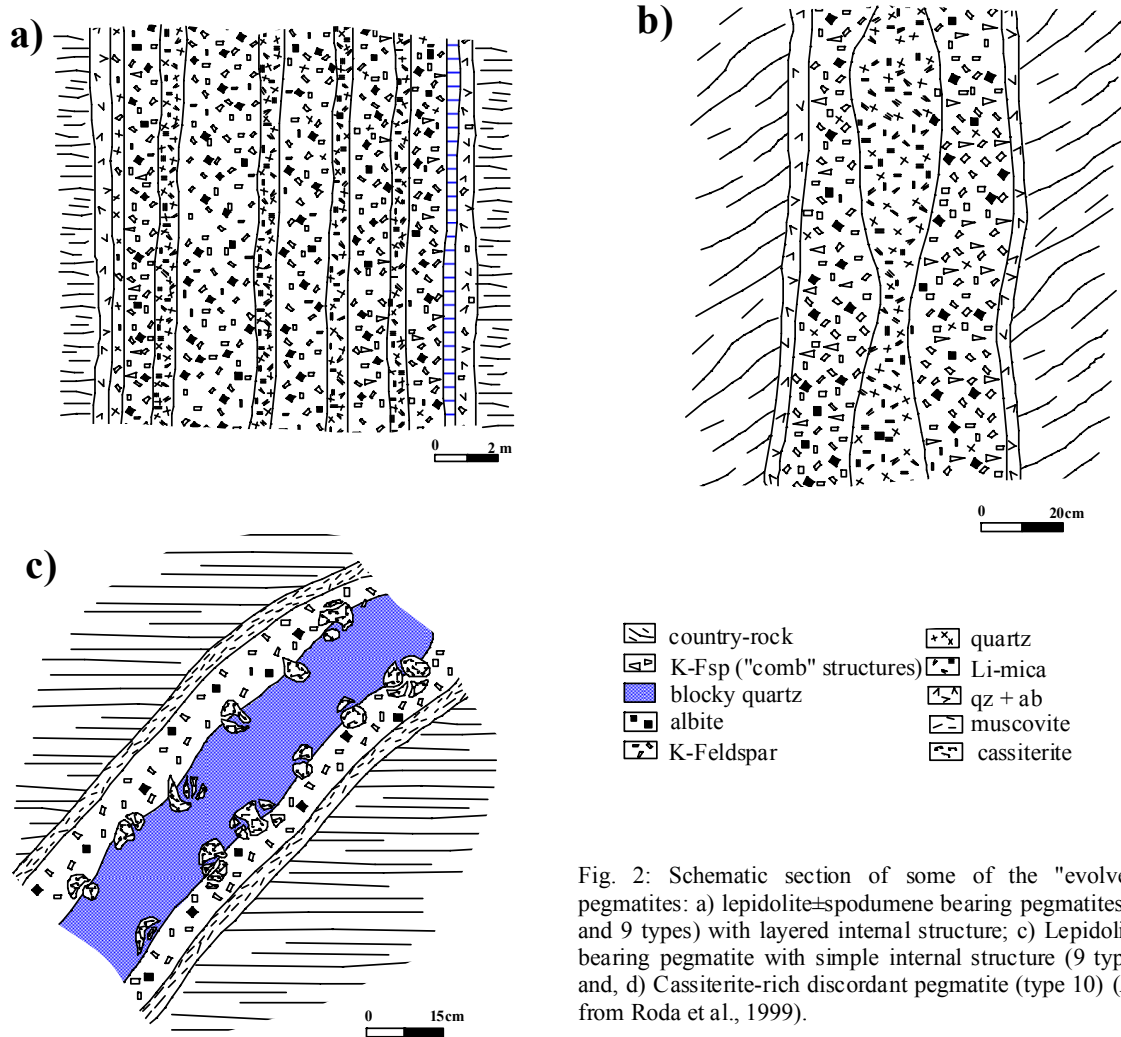 a)
0 2 m
b)
0 20cm
c)
0 15cm
country-rock
K-Fsp ("comb" structures)
blocky quartz
albite
K-Feldspar
quartz
Li-mica
qz + ab
muscovite
cassiterite
Fig. 2: Schematic section of some of the "evolve
pegmatites: a) lepidolite±spodumene bearing pegmatites
and 9 types) with layered internal structure; c) Lepidoli
bearing pegmatite with simple internal structure (9 typ
and, d) Cassiterite-rich discordant pegmatite (type 10) (
from Roda et al., 1999).